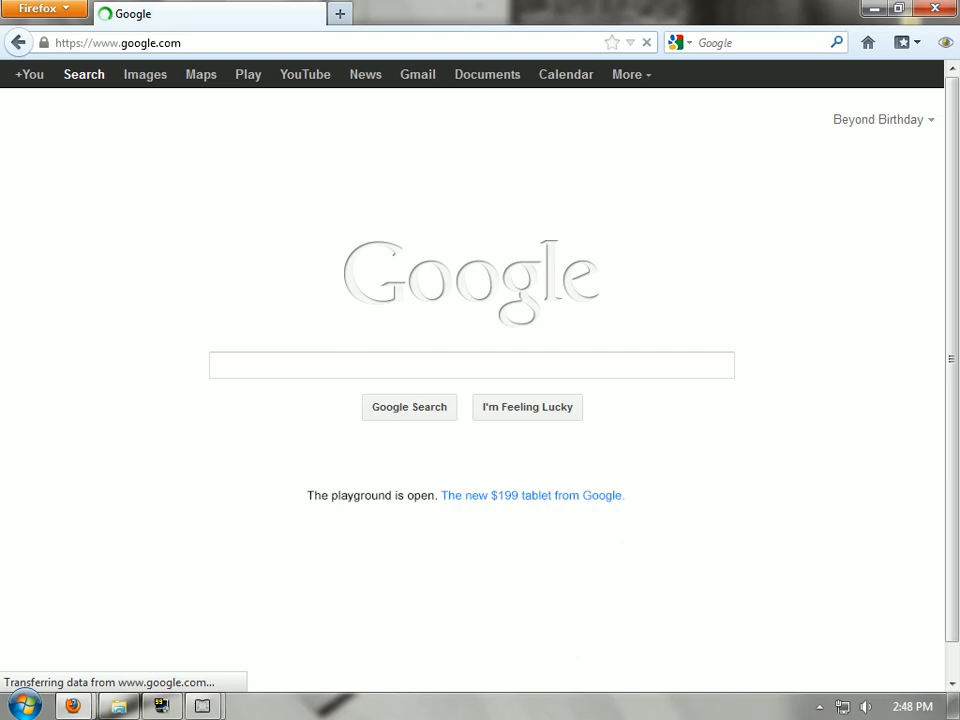 Firefox
Google
https://www.google.com
Google
+You Search Images Maps Play YouTube News Gmail Documents Calendar More
Beyond Birthday
Google
Google Search I'm Feeling Lucky
The playground is open. The new $199 tablet from Google.
Transferring data from www.google.com...
2:48 PM